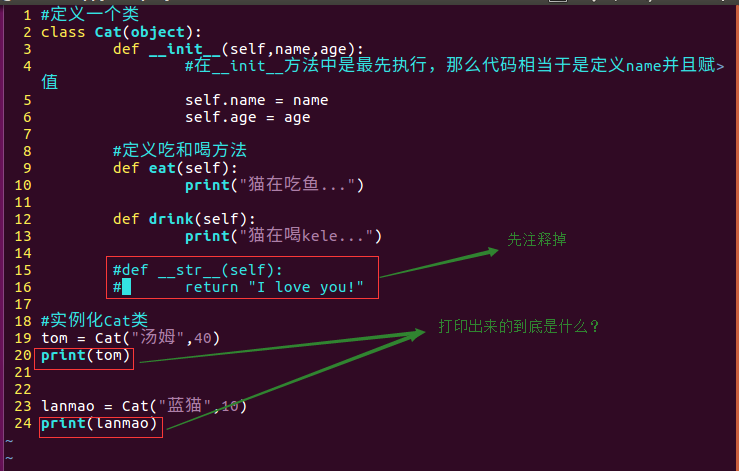 1 #定义一个类
2 class Cat(object):
3 def __init__(self,name,age):
4 #在__init__方法中是最先执行，那么代码相当于是定义name并且赋>
值
5 self.name = name
6 self.age = age
7
8 #定义吃和喝方法
9 def eat(self):
10 print("猫在吃鱼...")
11
12 def drink(self):
13 print("猫在喝kele...")
14
先注释掉
15 #def __str__(self):
16 # return "I love you!"
17
18 #实例化Cat类
打印出来的到底是什么？
19 tom = Cat("汤姆",40)
20 print(tom)
21
22
23 lanmao = Cat("蓝猫",10)
24 print(lanmao)
~
~